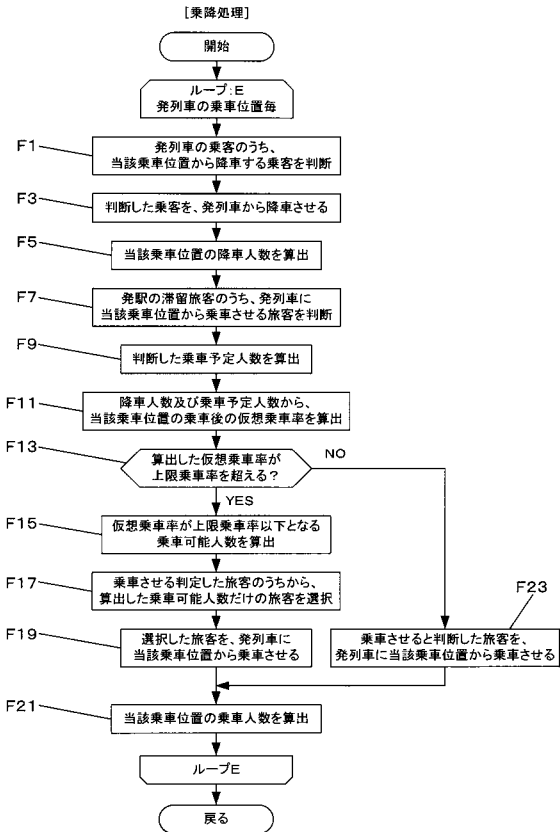 [乗降処理]
開始
ループ:E
発列車の乗車位置毎
F1
発列車の乗客のうち、
当該乗車位置から降車する乗客を判断
F3
判断した乗客を、発列車から降車させる
F5
当該乗車位置の降車人数を算出
F7
発駅の滞留旅客のうち、発列車に
当該乗車位置から乗車させる旅客を判断
F9
判断した乗車予定人数を算出
F11
降車人数及び乗車予定人数から、
当該乗車位置の乗車後の仮想乗車率を算出
F13
算出した仮想乗車率が
上限乗車率を超える?
NO
YES
F15
仮想乗車率が上限乗車率以下となる
乗車可能人数を算出
F17
乗車させる判定した旅客のうちから、
算出した乗車可能人数だけの旅客を選択
F19
選択した旅客を、発列車に
当該乗車位置から乗車させる
F23
乗車させると判断した旅客を、
発列車に当該乗車位置から乗車させる
F21
当該乗車位置の乗車人数を算出
ループE
戻る